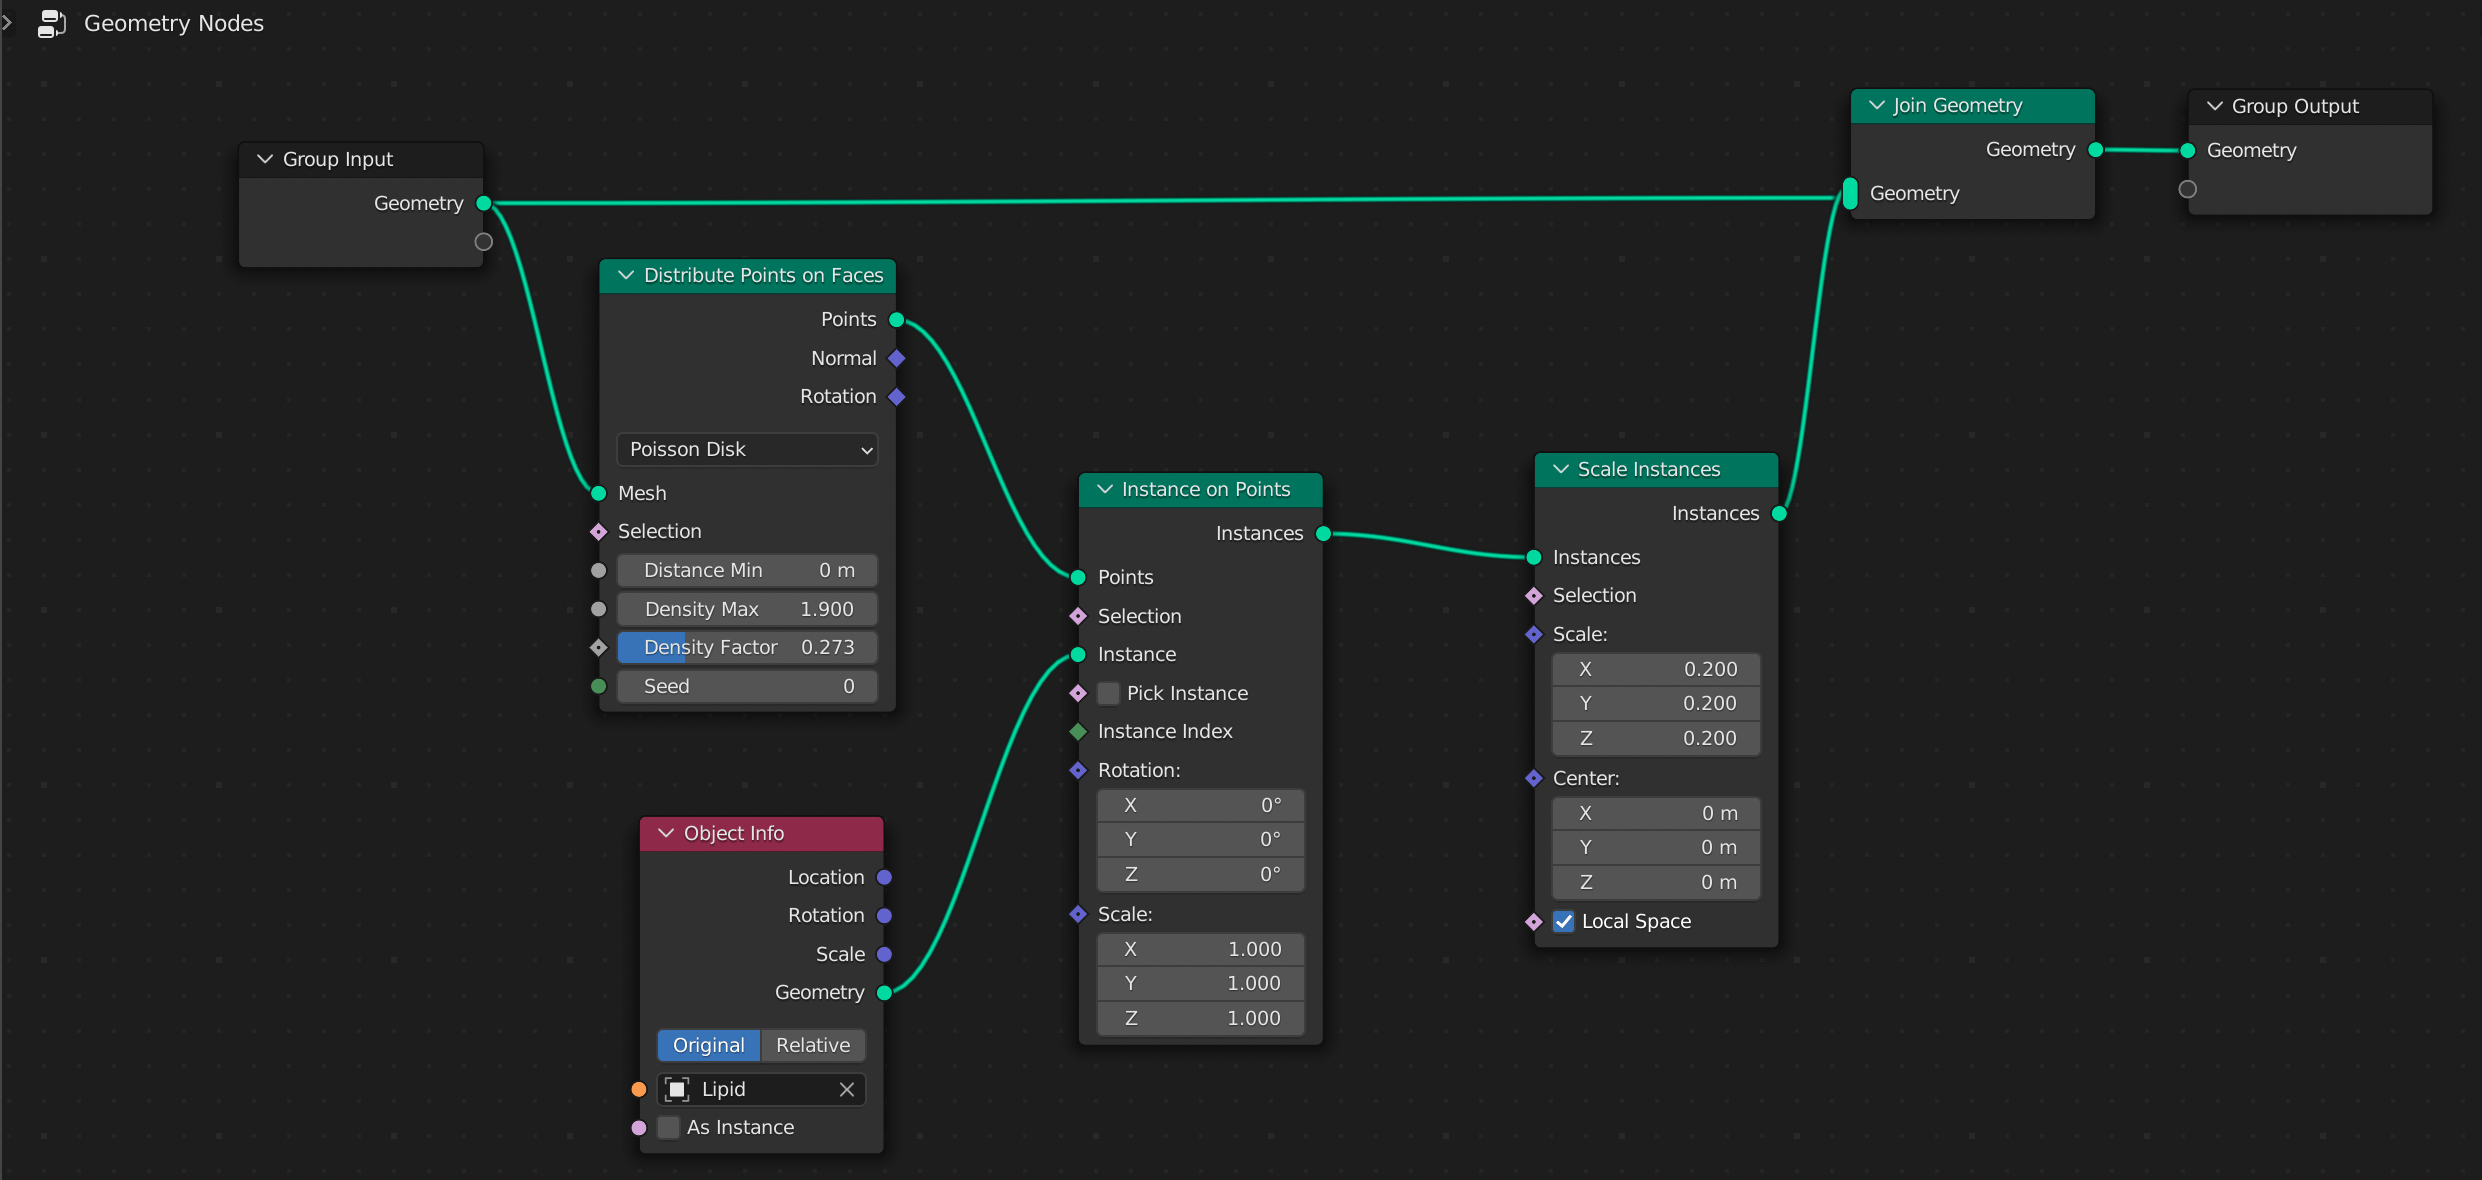 Geometry Nodes
Group Input
Geometry
Distribute Points on Faces
Points
Normal
Rotation
Poisson Disk
Mesh
Selection
Distance Min 0 m
Density Max 1.900
Density Factor 0.273
Seed 0
Object Info
Location
Rotation
Scale
Geometry
Original Relative
Lipid
As Instance
Instance on Points
Instances
Points
Selection
Instance
Pick Instance
Instance Index
Rotation:
X 0°
Y 0°
Z 0°
Scale:
X 1.000
Y 1.000
Z 1.000
Scale Instances
Instances
Instances
Selection
Scale:
X 0.200
Y 0.200
Z 0.200
Center:
X 0 m
Y 0 m
Z 0 m
Local Space
Join Geometry
Geometry
Geometry
Group Output
Geometry